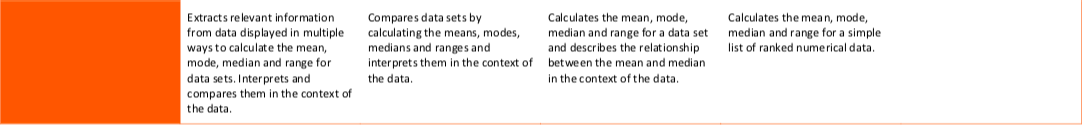 Extracts relevant information
from data displayed in multiple
ways to calculate the mean,
mode, median and range for
data sets. Interprets and
compares them in the context of
the data.
Compares data sets by
calculating the means, modes,
medians and ranges and
interprets them in the context of
the data.
Calculates the mean, mode,
median and range for a data set
and describes the relationship
between the mean and median
in the context of the data.
Calculates the mean, mode,
median and range for a simple
list of ranked numerical data.